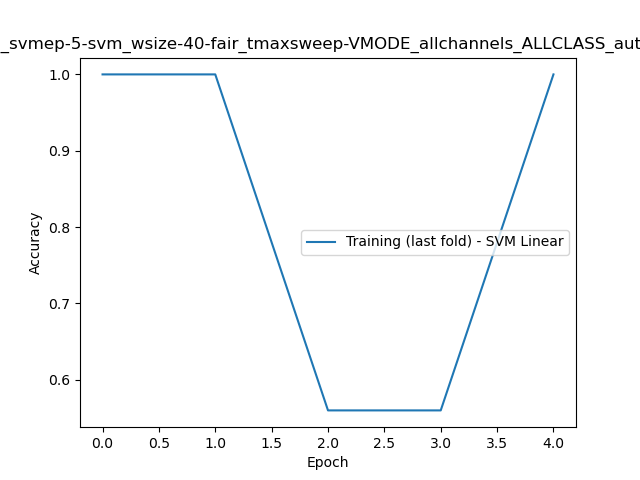 _svmep-5-svm_wsize-40-fair_tmaxsweep-VMODE_allchannels_ALLCLASS_aut
1.0
0.9
0.8
0.7
0.6
Accuracy
Training (last fold) - SVM Linear
0.0 0.5 1.0 1.5 2.0 2.5 3.0 3.5 4.0
Epoch